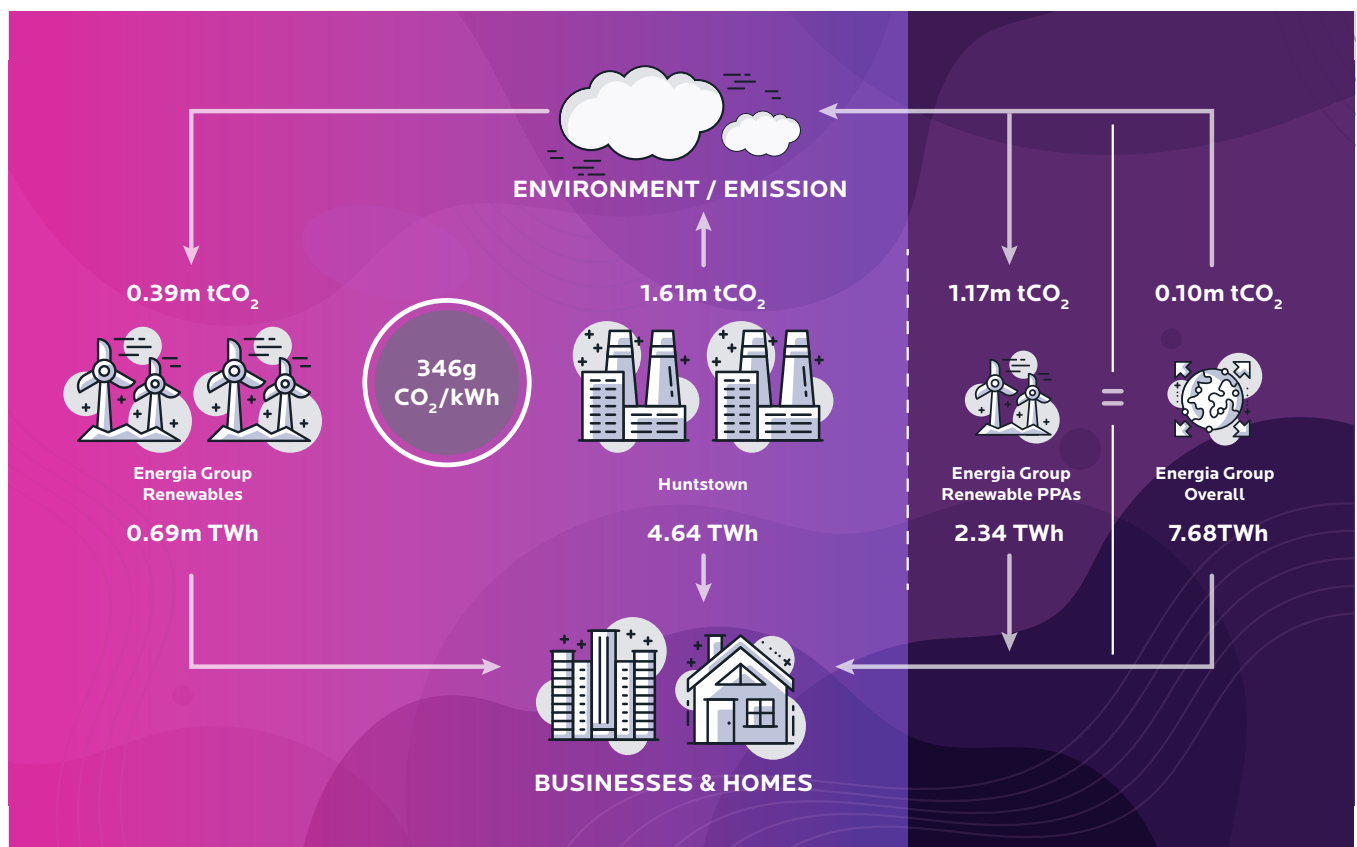 ENVIRONMENT / EMISSION
0.39m tCO₂
1.61m tCO₂
1.17m tCO₂
0.10m tCO₂
346g
CO₂/kWh
=
Energia Group
Renewables
Huntstown
Energia Group
Renewable PPAs
Energia Group
Overall
0.69m TWh
4.64 TWh
2.34 TWh
7.68TWh
BUSINESSES & HOMES